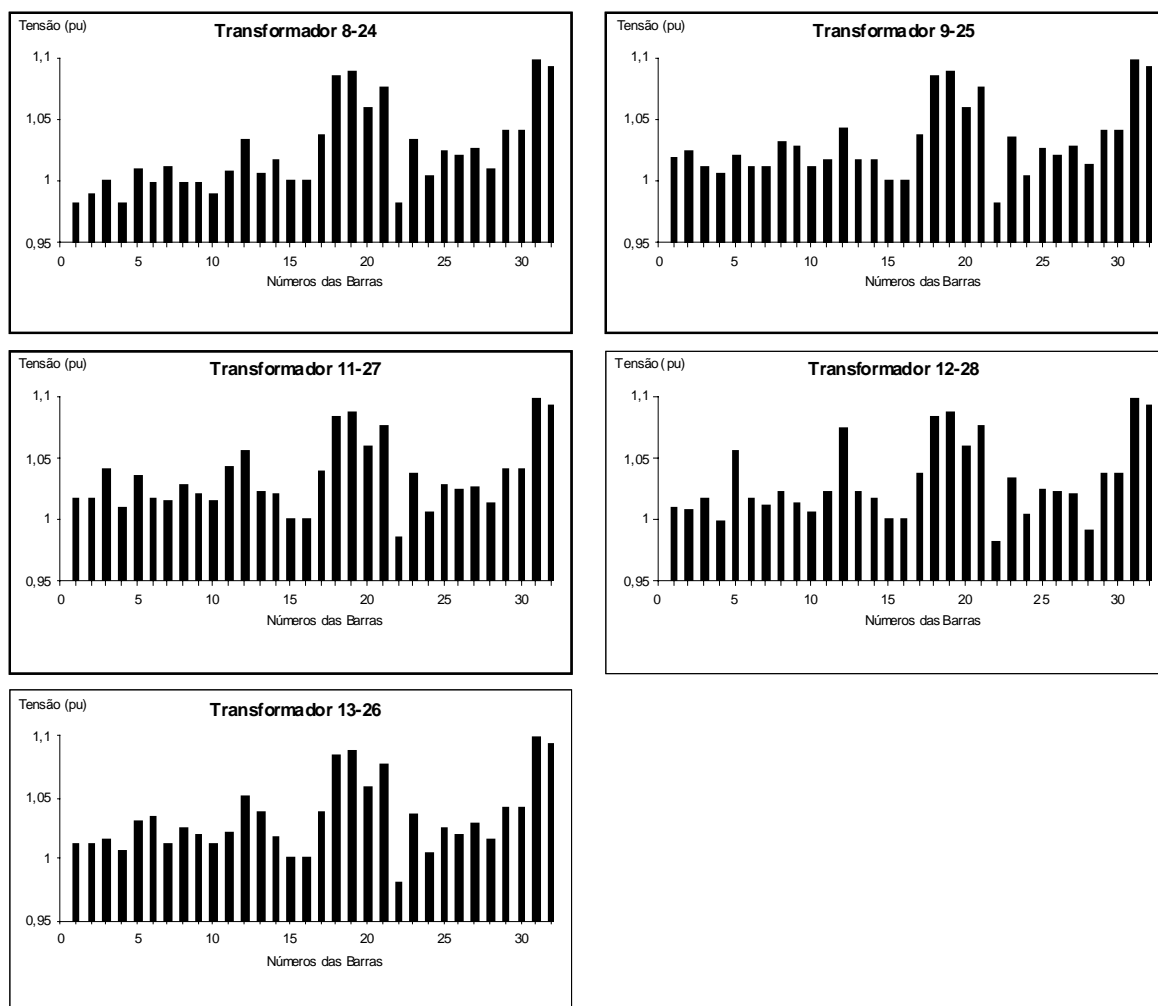 Tensão (pu)
Transformador 8-24
1,1
1,05
1
0,95
0 5 10 15 20 25 30
Números das Barras
Tensão (pu)
Transformador 9-25
1,1
1,05
1
0,95
0 5 10 15 20 25 30
Números das Barras
Tensão (pu)
Transformador 11-27
1,1
1,05
1
0,95
0 5 10 15 20 25 30
Números das Barras
Tensão (pu)
Transformador 12-28
1,1
1,05
1
0,95
0 5 10 15 20 25 30
Números das Barras
Tensão (pu)
Transformador 13-26
1,1
1,05
1
0,95
0 5 10 15 20 25 30
Números das Barras